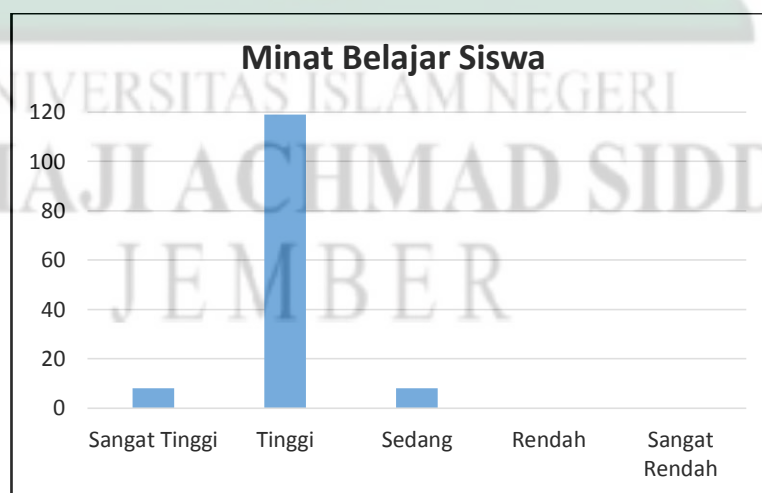 Minat Belajar Siswa
UNIVERSITAS ISLAM NEGERI
HAJI ACHMAD SIDD
JEMBER
120
100
80
60
40
20
0
Sangat Tinggi
Tinggi
Sedang
Rendah
Sangat
Rendah